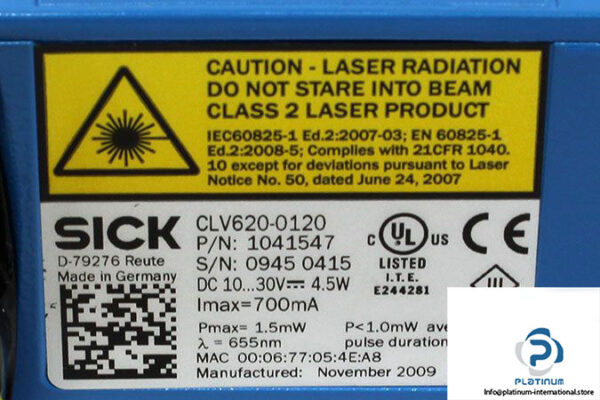 CAUTION - LASER RADIATION
DO NOT STARE INTO BEAM
CLASS 2 LASER PRODUCT
IEC60825-1 Ed.2:2007-03; EN 60825-1
Ed.2:2008-5; Complies with 21CFR 1040.
10 except for deviations pursuant to Laser
Notice No. 50, dated June 24, 2007
SICK
D-79276 Reute
Made in Germany
CLV620-0120
P/N: 1041547
S/N: 0945 0415
DC 10...30V⎓ 4.5W
Imax=700mA
Pmax= 1.5mW P<1.0mW ave
λ = 655nm pulse duration
MAC 00:06:77:05:4E:A8
Manufactured: November 2009
C UL US
LISTED
I.T.E.
E244281
CE
PLATINUM
Info@platinum-international.store